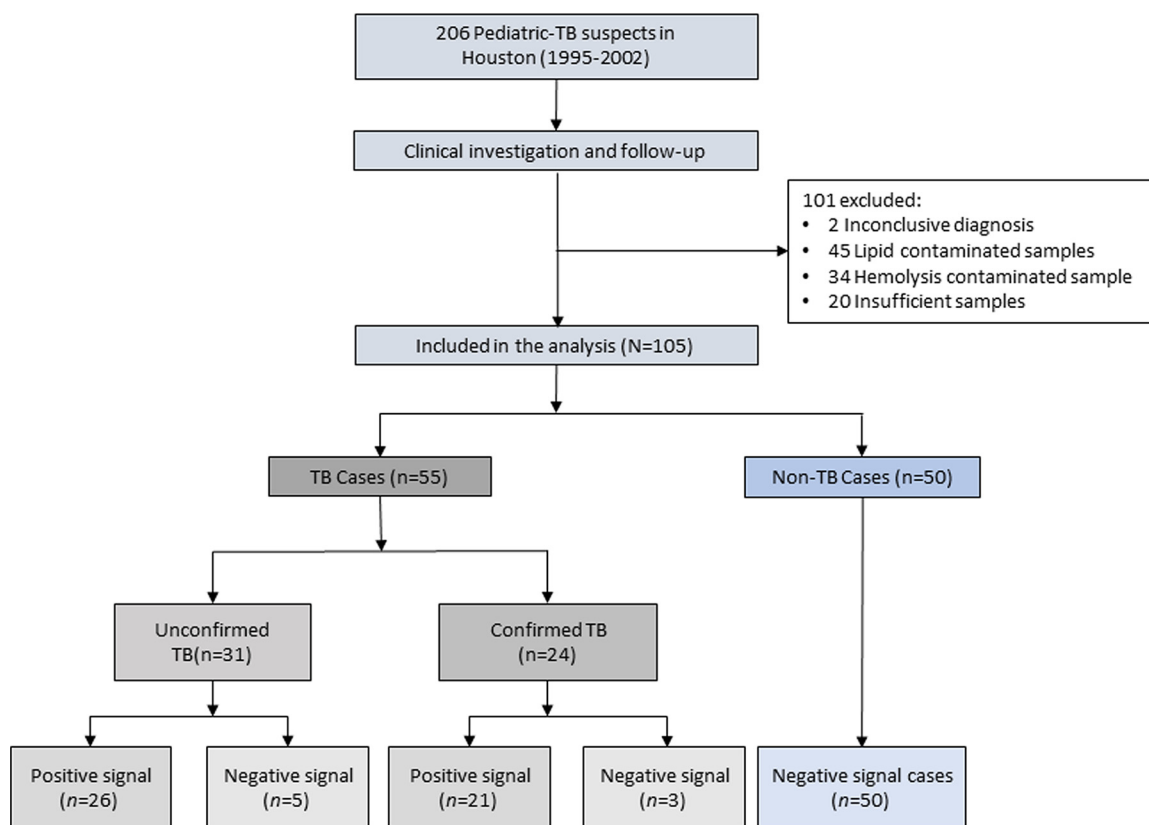 206 Pediatric-TB suspects in
Houston (1995-2002)
Clinical investigation and follow-up
101 excluded:
• 2 Inconclusive diagnosis
• 45 Lipid contaminated samples
• 34 Hemolysis contaminated sample
• 20 Insufficient samples
Included in the analysis (N=105)
TB Cases (n=55)
Non-TB Cases (n=50)
Unconfirmed
TB(n=31)
Confirmed TB
(n=24)
Positive signal
(n=26)
Negative signal
(n=5)
Positive signal
(n=21)
Negative signal
(n=3)
Negative signal cases
(n=50)